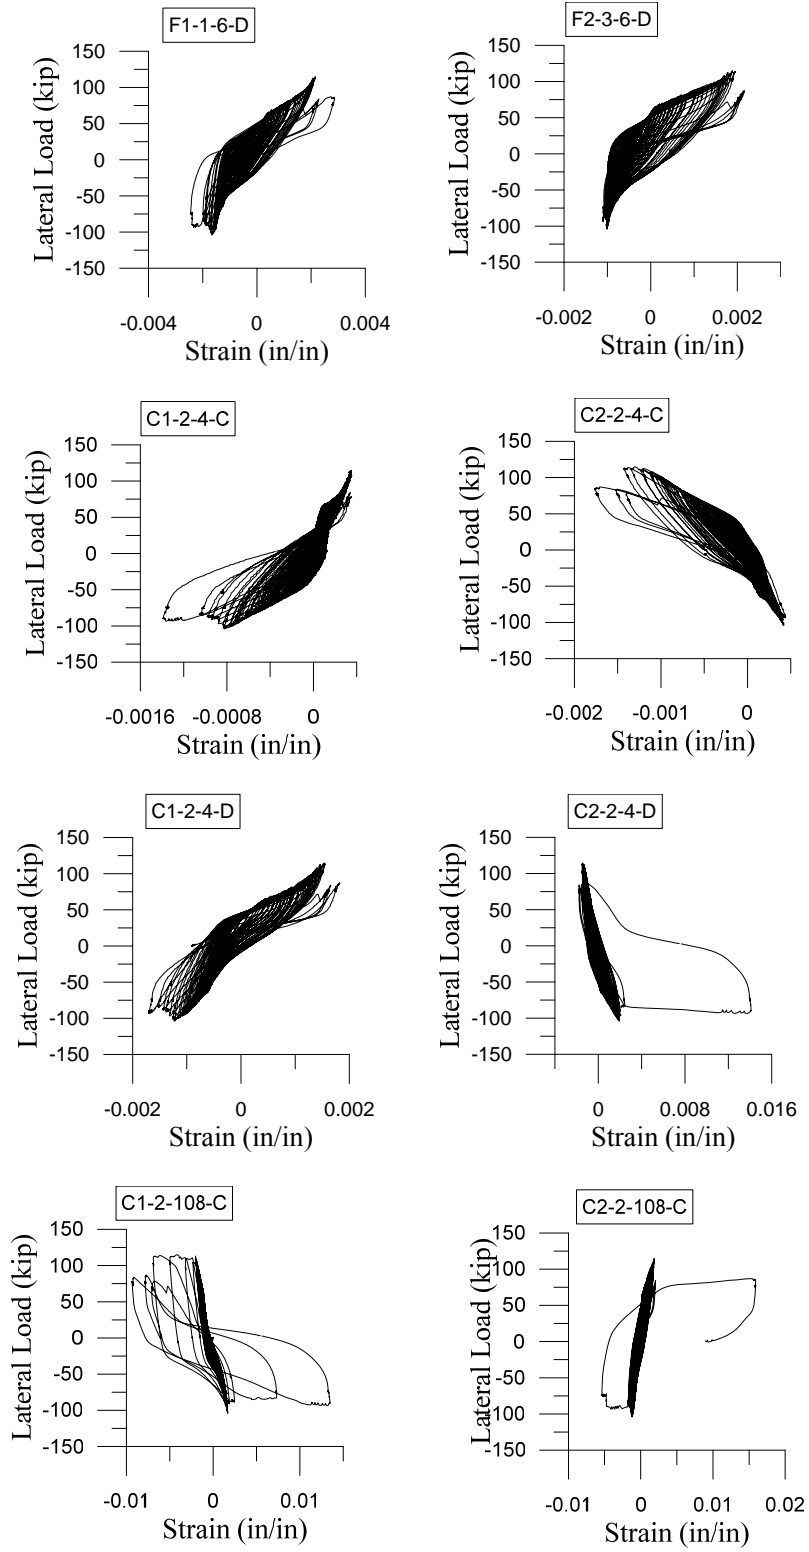 F1-1-6-D
150
100
50
0
-50
-100
-150
Lateral Load (kip)
-0.004 0 0.004
Strain (in/in)
F2-3-6-D
150
100
50
0
-50
-100
-150
Lateral Load (kip)
-0.002 0 0.002
Strain (in/in)
C1-2-4-C
150
100
50
0
-50
-100
-150
Lateral Load (kip)
-0.0016 -0.0008 0
Strain (in/in)
C2-2-4-C
150
100
50
0
-50
-100
-150
Lateral Load (kip)
-0.002 -0.001 0
Strain (in/in)
C1-2-4-D
150
100
50
0
-50
-100
-150
Lateral Load (kip)
-0.002 0 0.002
Strain (in/in)
C2-2-4-D
150
100
50
0
-50
-100
-150
Lateral Load (kip)
0 0.008 0.016
Strain (in/in)
C1-2-108-C
150
100
50
0
-50
-100
-150
Lateral Load (kip)
-0.01 0 0.01
Strain (in/in)
C2-2-108-C
150
100
50
0
-50
-100
-150
Lateral Load (kip)
-0.01 0 0.01 0.02
Strain (in/in)